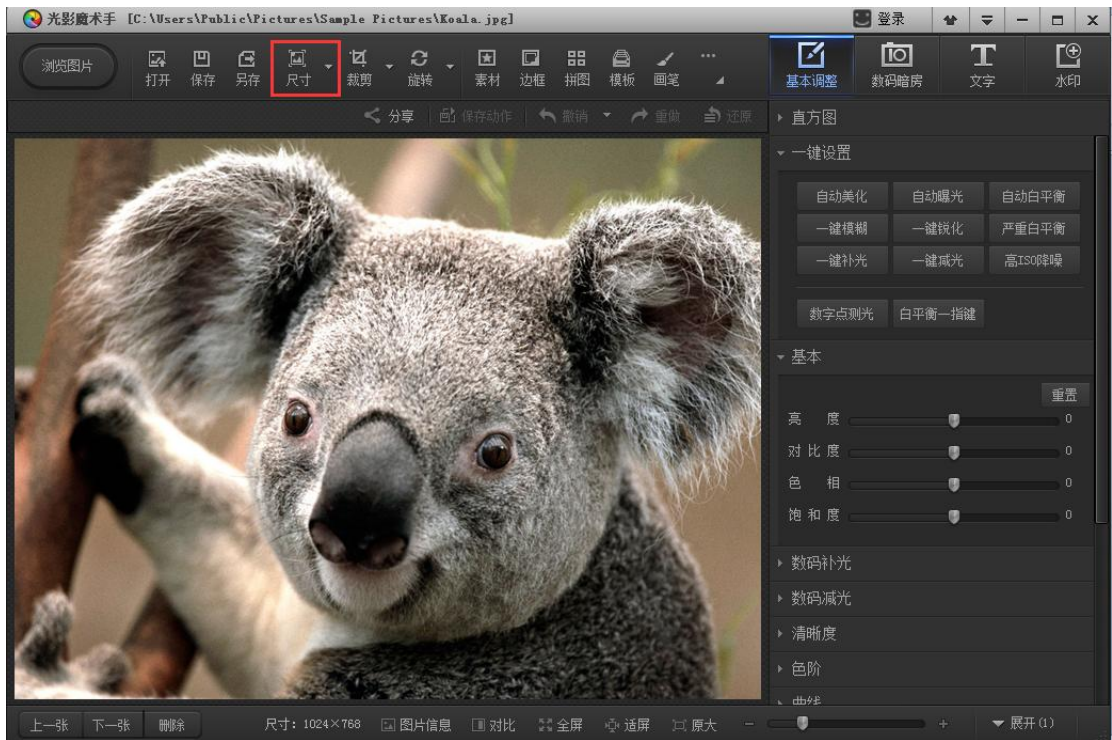 光影魔术手 [C:\Users\Public\Pictures\Sample Pictures\Koala.jpg] 登录
浏览图片 打开 保存 另存 尺寸 裁剪 旋转 素材 边框 拼图 模板 画笔 ...
基本调整 数码暗房 文字 水印
分享 保存动作 撤销 重做 还原
直方图
一键设置
自动美化 自动曝光 自动白平衡
一键模糊 一键锐化 严重白平衡
一键补光 一键减光 高ISO降噪
数字点测光 白平衡一指键
基本
重置
亮度 0
对比度 0
色相 0
饱和度 0
数码补光
数码减光
清晰度
色阶
曲线
上一张 下一张 删除 尺寸: 1024×768 图片信息 对比 全屏 适屏 原大 - + 展开(1)